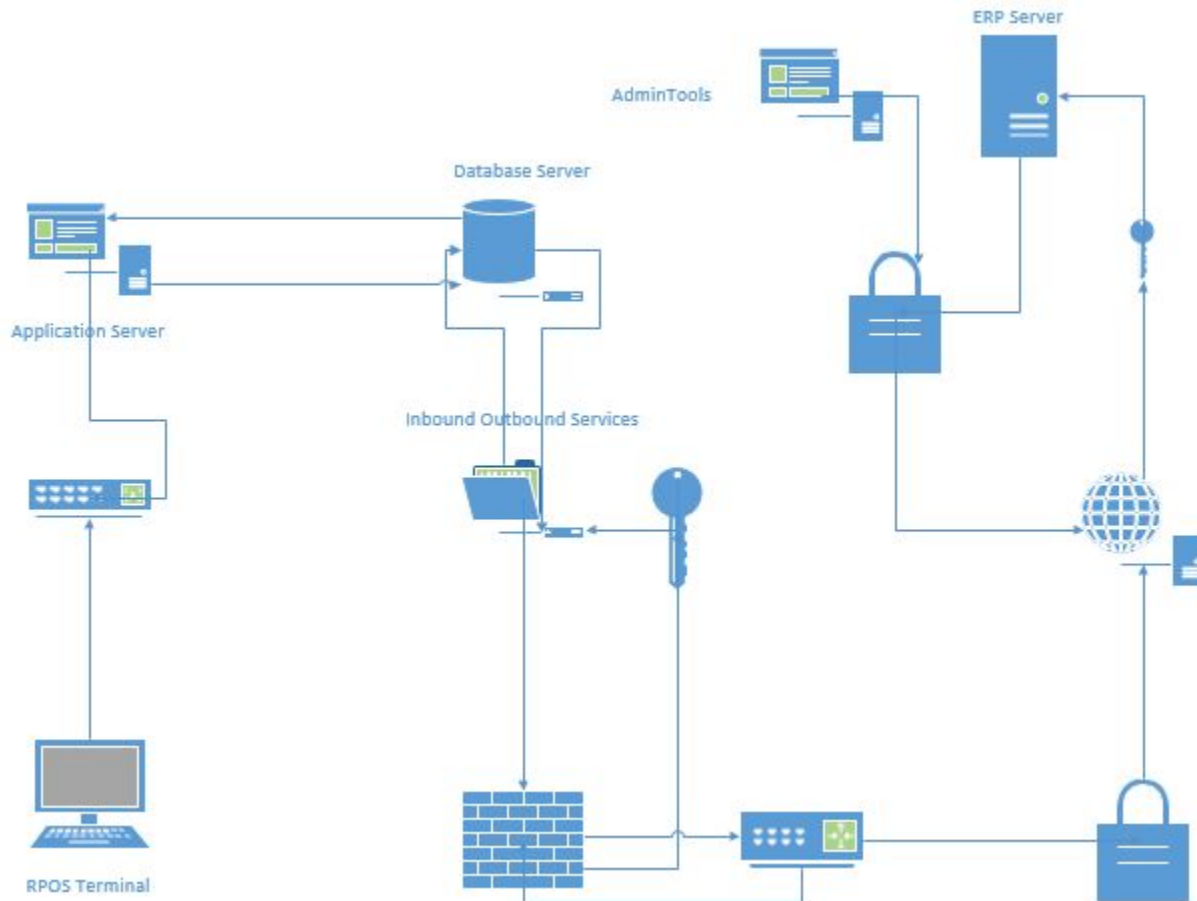 ERP Server
AdminTools
Database Server
Application Server
Inbound Outbound Services
RPOS Terminal